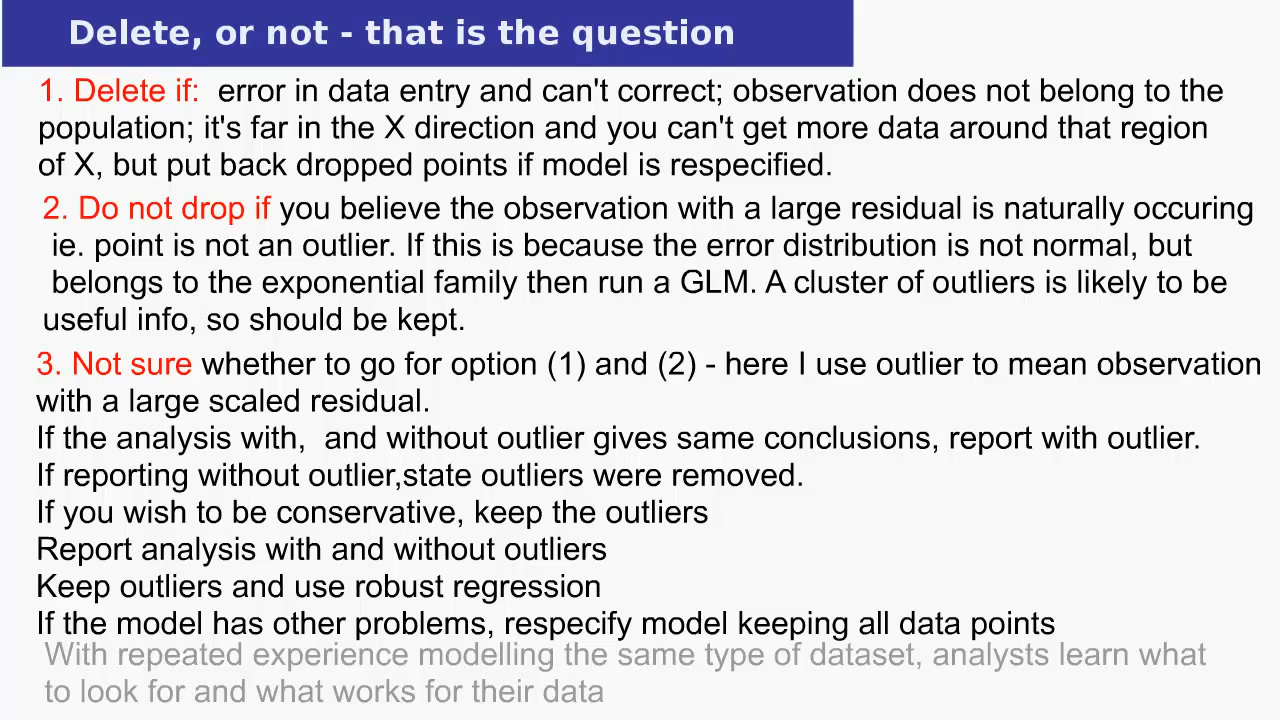 Delete, or not - that is the question
1. Delete if:  error in data entry and can't correct; observation does not belong to the
population; it's far in the X direction and you can't get more data around that region
of X, but put back dropped points if model is respecified.
2. Do not drop if you believe the observation with a large residual is naturally occuring
ie. point is not an outlier. If this is because the error distribution is not normal, but
belongs to the exponential family then run a GLM. A cluster of outliers is likely to be
useful info, so should be kept.
3. Not sure whether to go for option (1) and (2) - here I use outlier to mean observation
with a large scaled residual.
If the analysis with,  and without outlier gives same conclusions, report with outlier.
If reporting without outlier,state outliers were removed.
If you wish to be conservative, keep the outliers
Report analysis with and without outliers
Keep outliers and use robust regression
If the model has other problems, respecify model keeping all data points
With repeated experience modelling the same type of dataset, analysts learn what
to look for and what works for their data